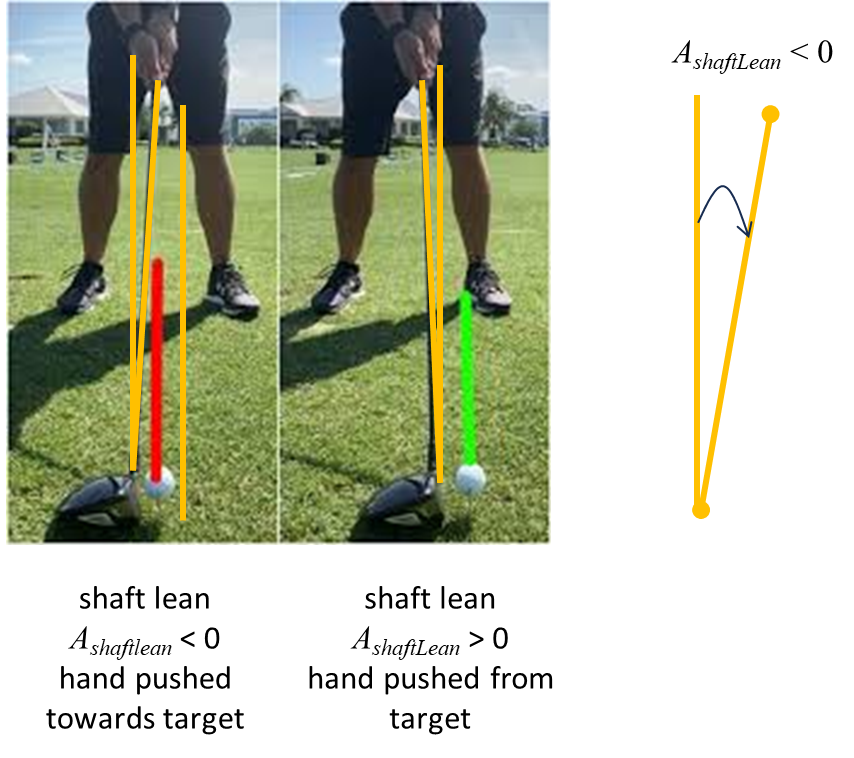 A_shaftLean < 0
shaft lean
A_shaftlean < 0
hand pushed
towards target
shaft lean
A_shaftLean > 0
hand pushed from
target